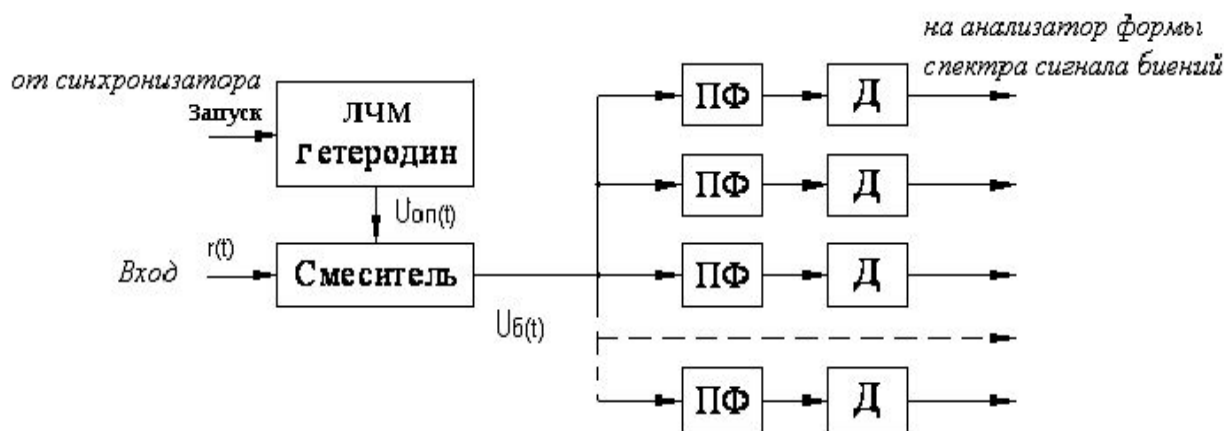 на анализатор формы
спектра сигнала биений
от синхронизатора
Запуск
ЛЧМ
гетеродин
Uоп(t)
r(t)
Вход
Смеситель
Uб(t)
ПФ
Д
ПФ
Д
ПФ
Д
ПФ
Д